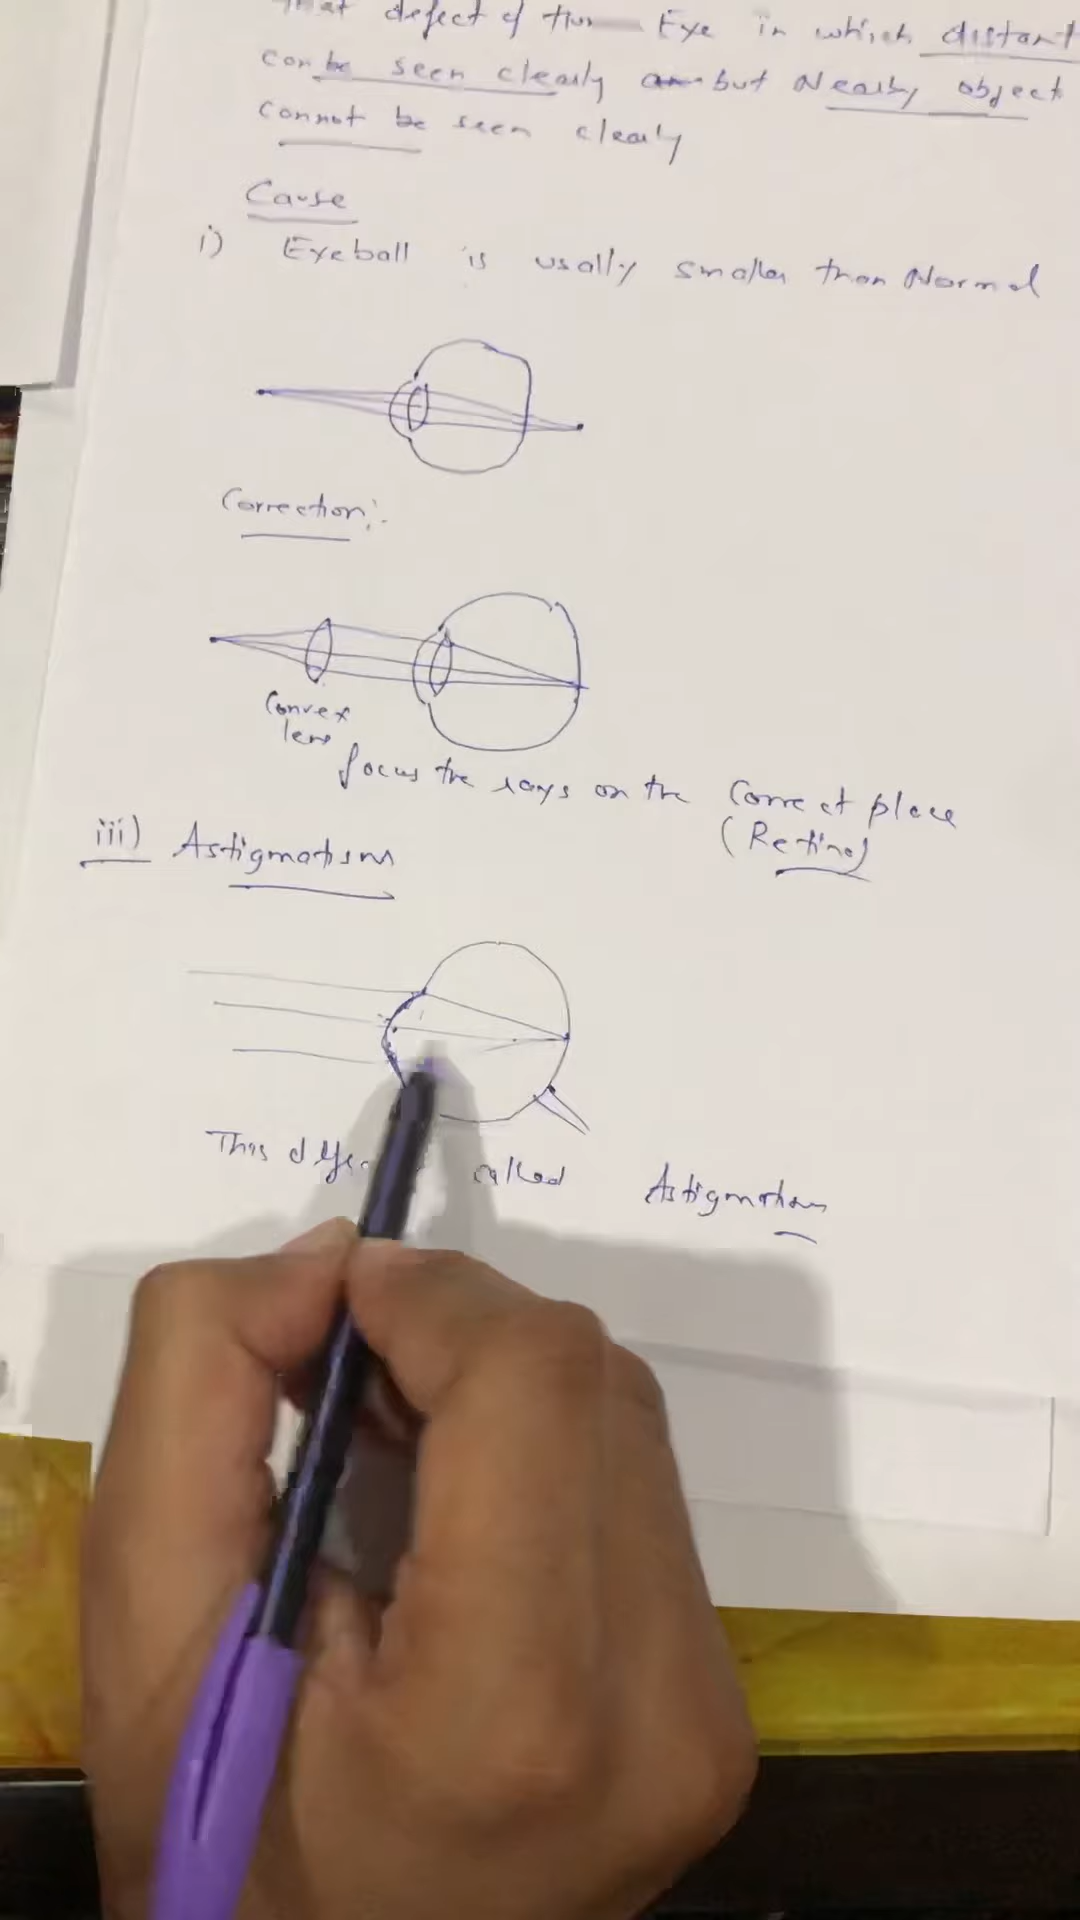 that defect of Eye in which distant
can be seen clearly but Nearby object
cannot be seen clearly
Cause
i) Eyeball is usally smaller than Normal
Correction:-
Convex
lens
focus the rays on the Correct place
(Retina)
iii) Astigmatism
This called Astigmatism